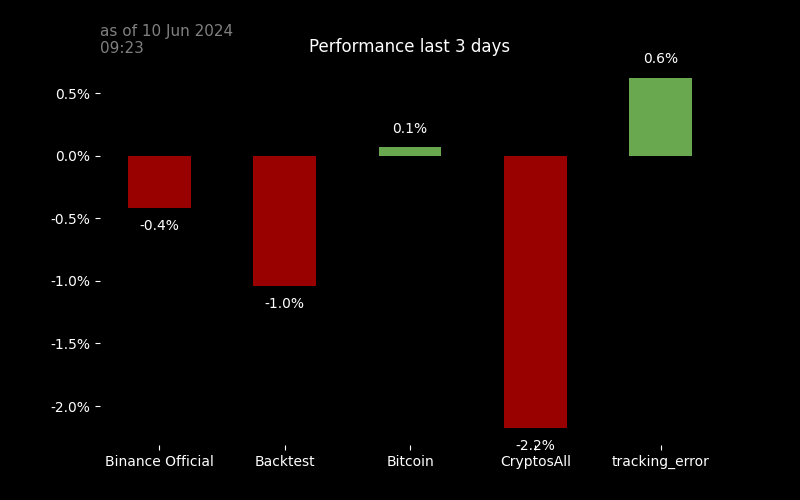 as of 10 Jun 2024
09:23
Performance last 3 days
0.6%
0.5%
0.1%
0.0%
-0.4%
-0.5%
-1.0%
-1.0%
-1.5%
-2.0%
-2.2%
Binance Official
Backtest
Bitcoin
CryptosAll
tracking_error